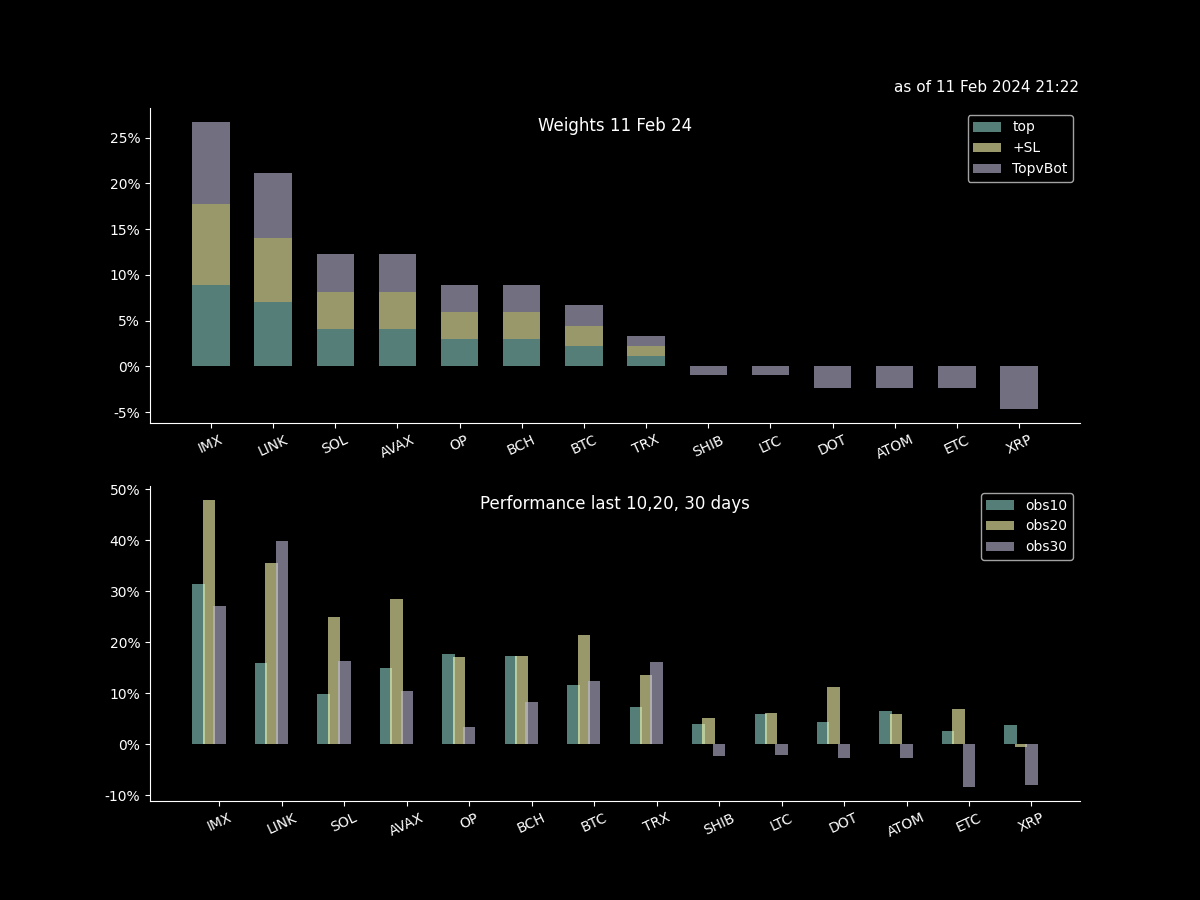 as of 11 Feb 2024 21:22
Weights 11 Feb 24
top
+SL
TopvBot
25%
20%
15%
10%
5%
0%
-5%
IMX LINK SOL AVAX OP BCH BTC TRX SHIB LTC DOT ATOM ETC XRP
Performance last 10,20, 30 days
obs10
obs20
obs30
50%
40%
30%
20%
10%
0%
-10%
IMX LINK SOL AVAX OP BCH BTC TRX SHIB LTC DOT ATOM ETC XRP